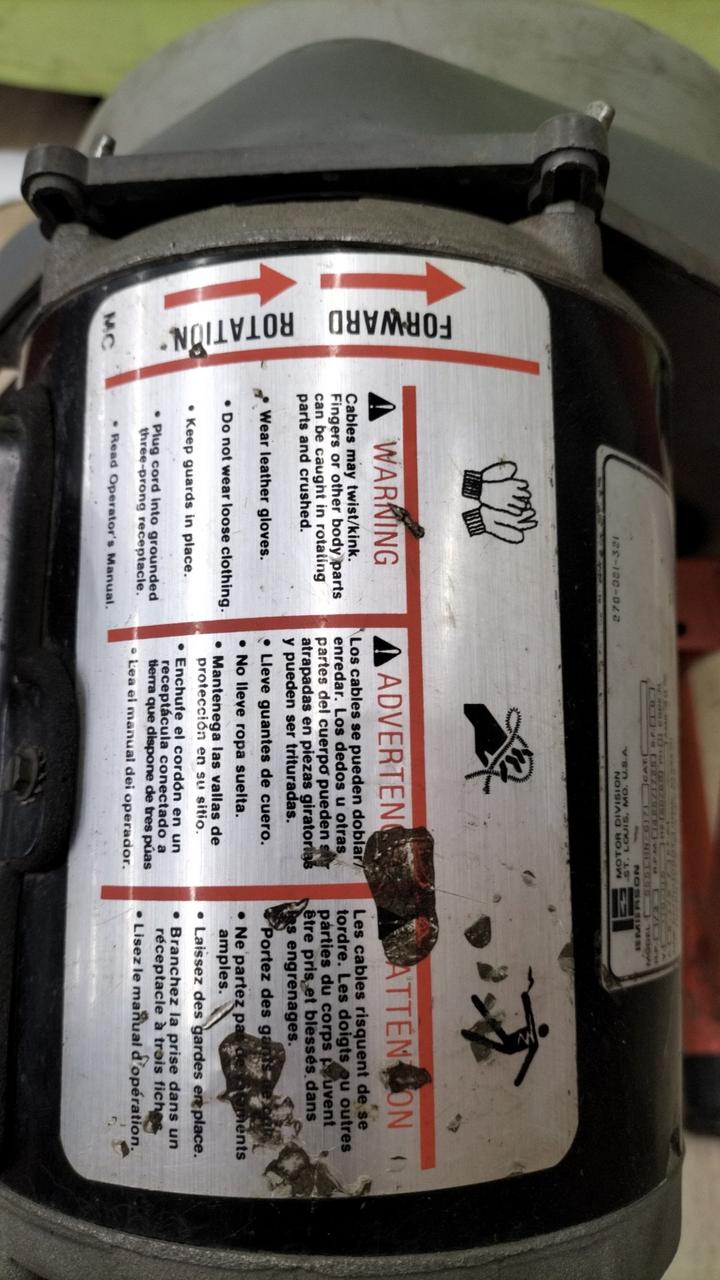 FORWARD
ROTATION
MC
WARNING
Cables may twist/kink.
Fingers or other body parts
can be caught in rotating
parts and crushed.
• Wear leather gloves.
• Do not wear loose clothing.
• Keep guards in place.
• Plug cord into grounded
three-prong receptacle.
• Read Operator's Manual.
ADVERTENC
Los cables se pueden doblar/
enredar. Los dedos u otras
partes del cuerpo pueden
atrapadas en piezas giratorias
y pueden ser trituradas.
• Lleve guantes de cuero.
• No lleve ropa suelta.
• Mantenega las vallas de
protección en su sitio.
• Enchufe el cordón en un
receptácula conectado a
tierra que dispone de tres púas
• Lea el manual del operador.
ATTENTION
Les cables risquent de se
tordre. Les doigts ou outres
parties du corps peuvent
être pris et blessés dans
les engrenages.
Portez des
• Ne partez pas
amples.
• Laissez des gardes en place.
• Branchez la prise dans un
réceptacle à trois fiches
• Lisez le manual d'opération.
EMERSON
MOTOR DIVISION
ST. LOUIS, MO. U.S.A.
MODEL